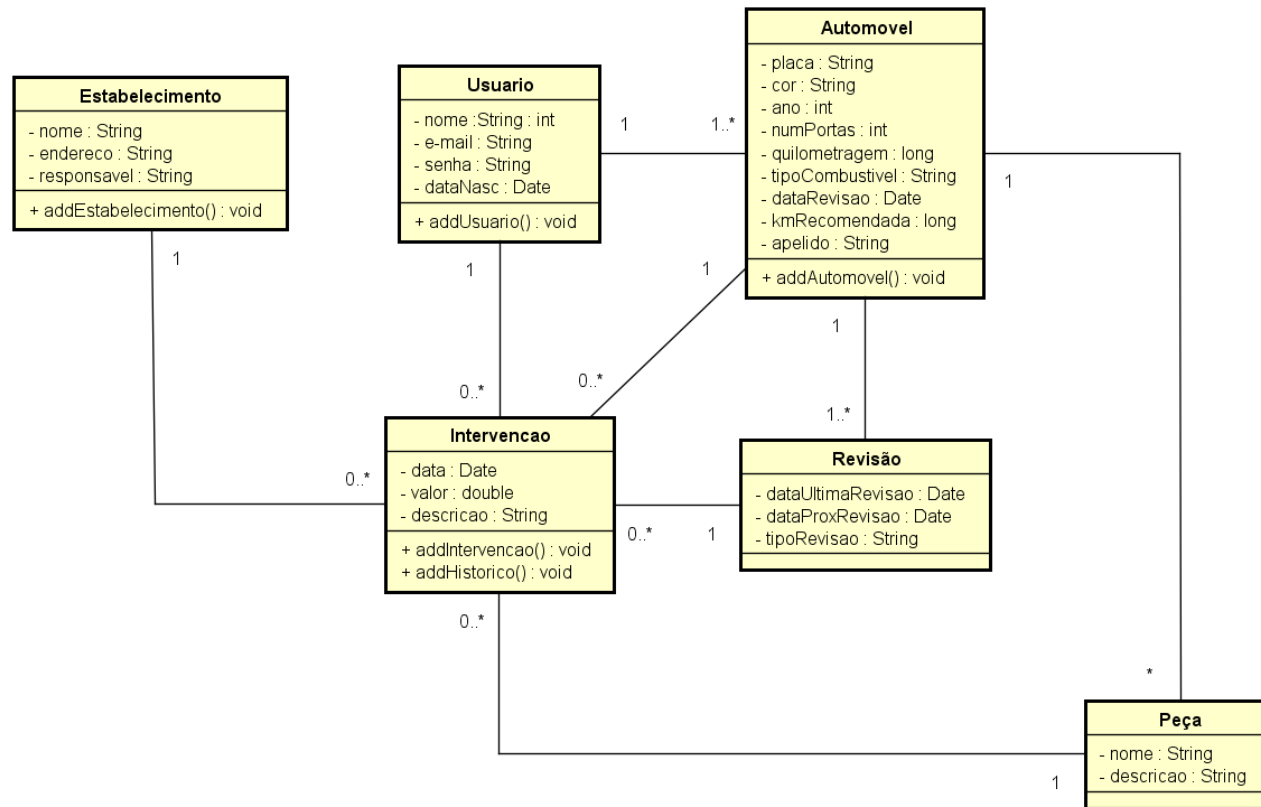 Estabelecimento
- nome : String
- endereco : String
- responsavel : String
+ addEstabelecimento() : void
1
Usuário
- nome :String : int
- e-mail : String
- senha : String
- dataNasc : Date
+ addUsuario() : void
1
1
1..*
Automovel
- placa : String
- cor : String
- ano : int
- numPortas : int
- quilometragem : long
- tipoCombustivel : String
- dataRevisao : Date
- kmRecomendada : long
- apelido : String
+ addAutomovel() : void
1
1
1
0..*
0..*
0..*
1..*
Intervencao
- data : Date
- valor : double
- descricao : String
+ addIntervencao() : void
+ addHistorico() : void
0..*
1
0..*
Revisão
- dataUltimaRevisao : Date
- dataProxRevisao : Date
- tipoRevisao : String
*
1
Peça
- nome : String
- descricao : String